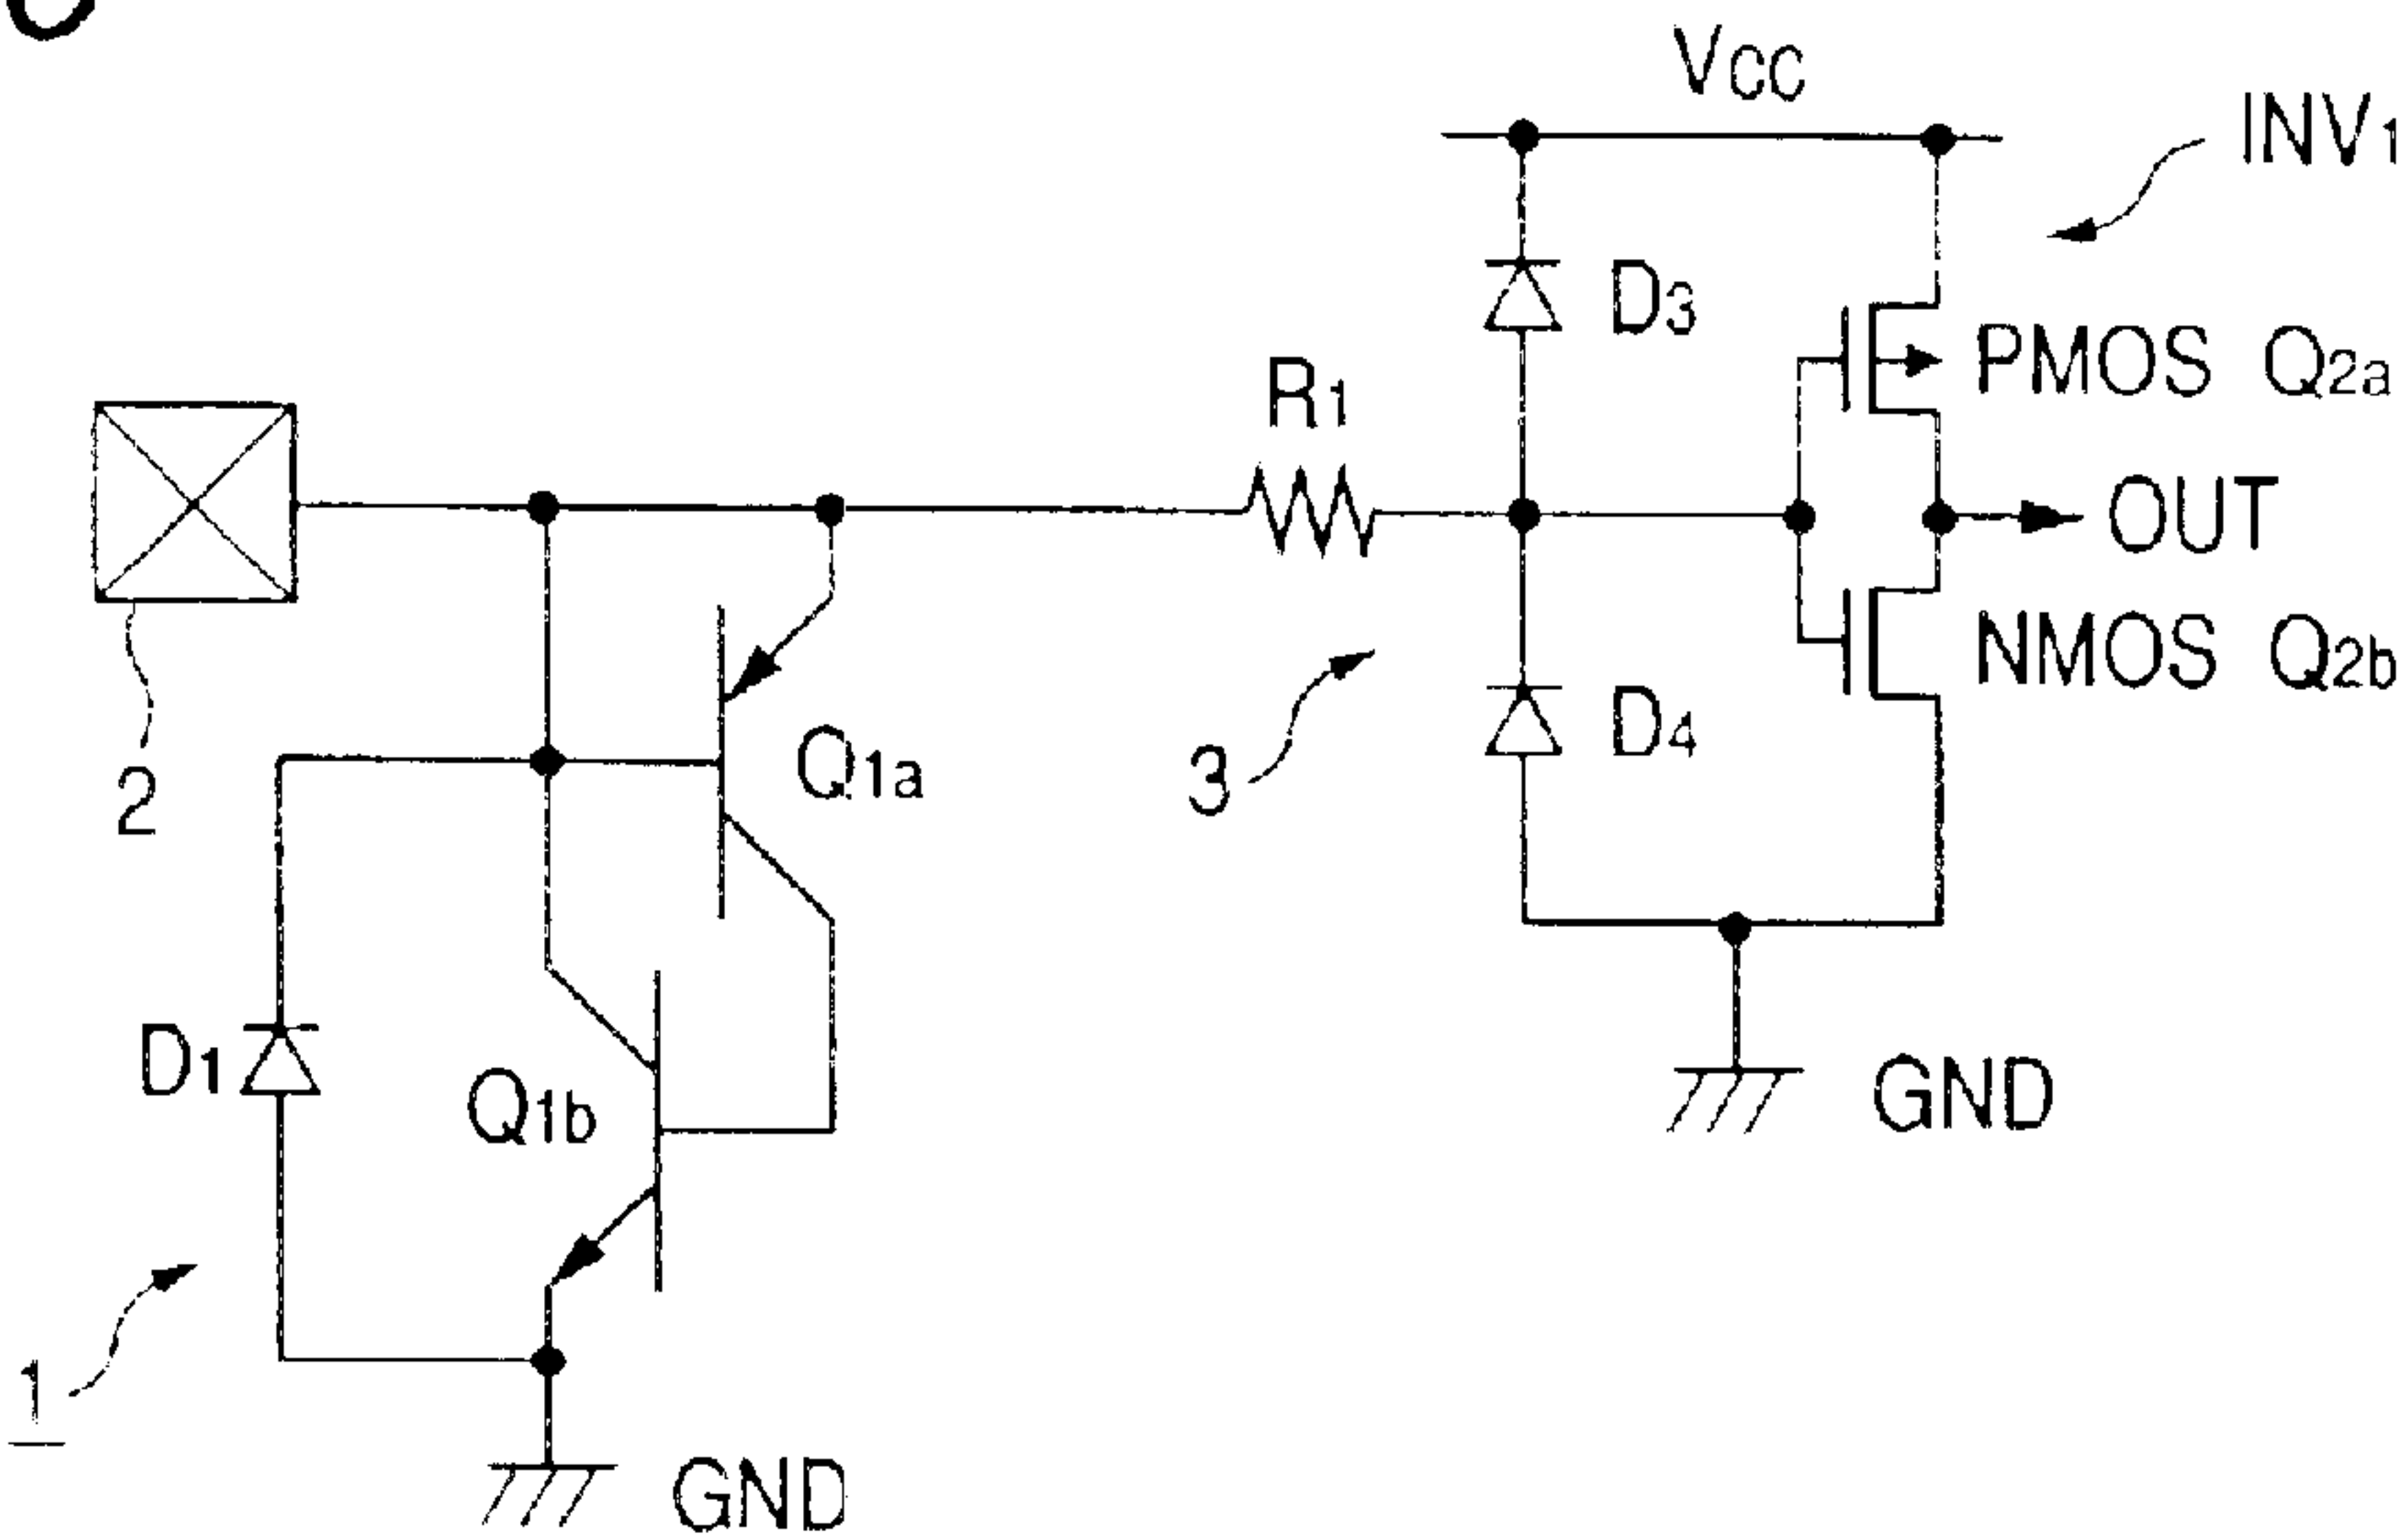 VCC
INV1
D3
R1
PMOS Q2a
OUT
NMOS Q2b
2
Q1a
3
D4
D1
Q1b
GND
1
GND